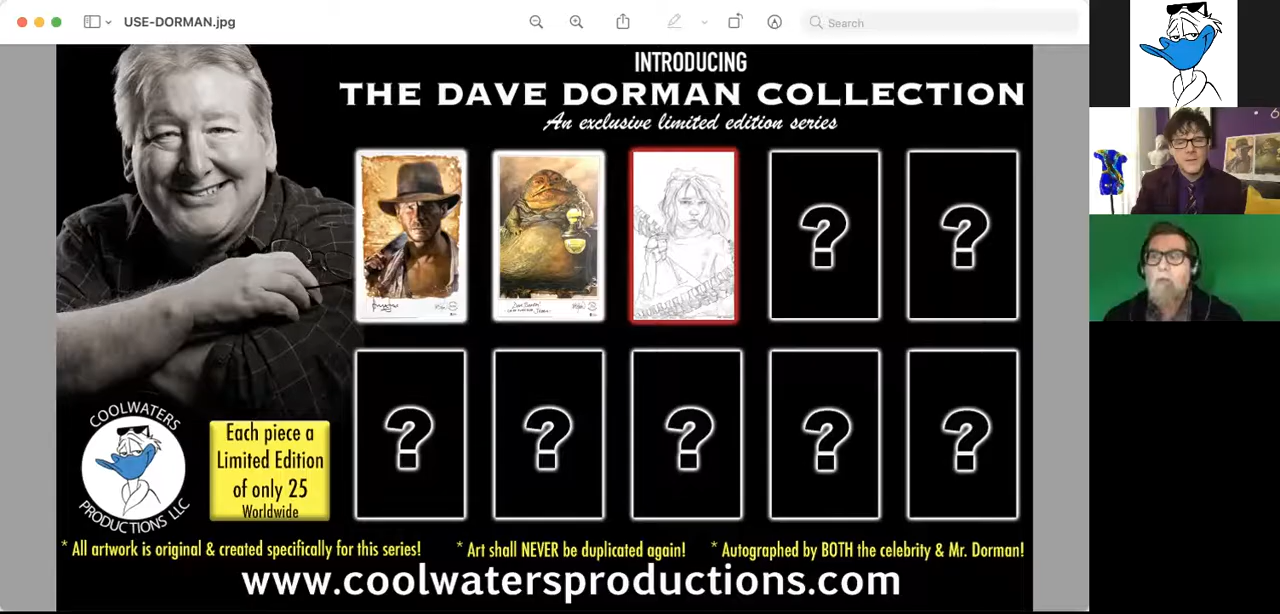 USE-DORMAN.jpg
Search
INTRODUCING
THE DAVE DORMAN COLLECTION
An exclusive limited edition series
? ?
? ? ? ? ?
COOLWATERS
PRODUCTIONS LLC
Each piece a
Limited Edition
of only 25
Worldwide
* All artwork is original & created specifically for this series! * Art shall NEVER be duplicated again! * Autographed by BOTH the celebrity & Mr. Dorman!
www.coolwatersproductions.com